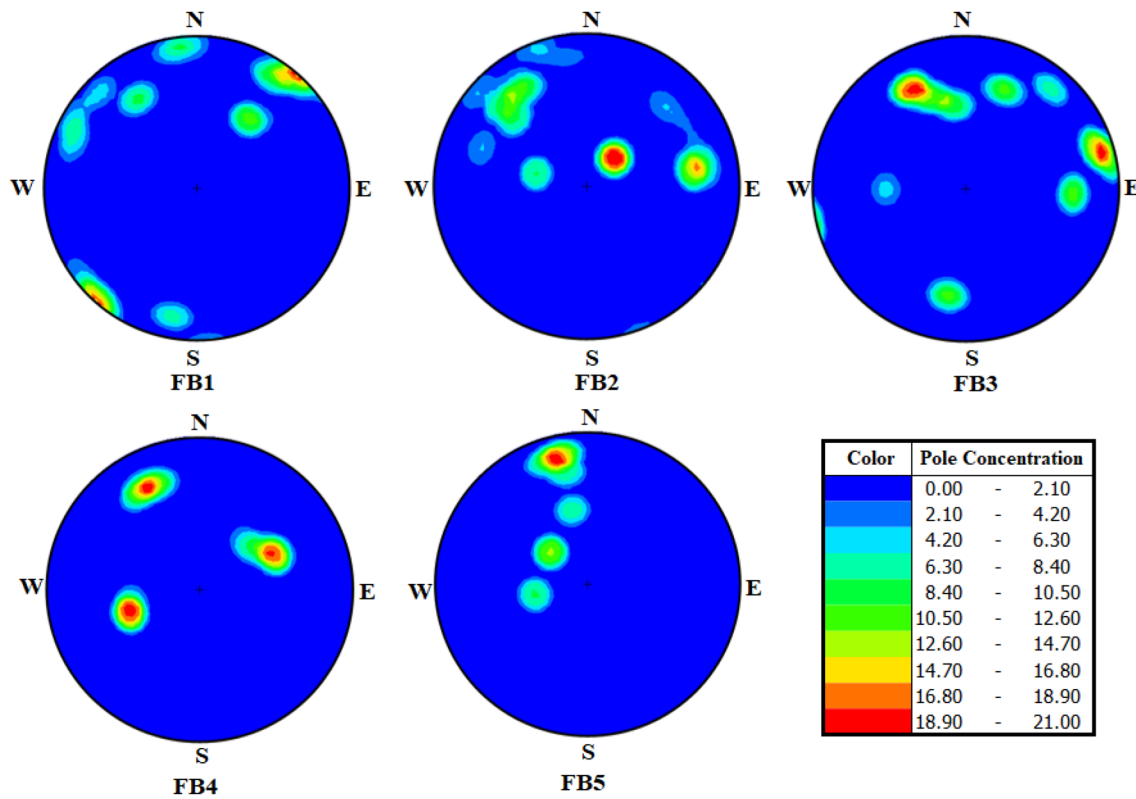 N N N
W E W E W E
S S S
FB1 FB2 FB3
N N
W E W E
S S
FB4 FB5
Color Pole Concentration
0.00 - 2.10
2.10 - 4.20
4.20 - 6.30
6.30 - 8.40
8.40 - 10.50
10.50 - 12.60
12.60 - 14.70
14.70 - 16.80
16.80 - 18.90
18.90 - 21.00